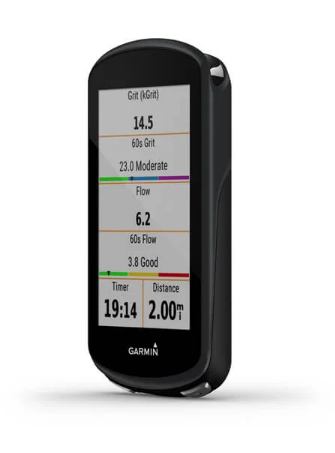 Grit (kGrit)
14.5
60s Grit
23.0 Moderate
Flow
6.2
60s Flow
3.8 Good
Timer Distance
19:14 2.00 mi
GARMIN